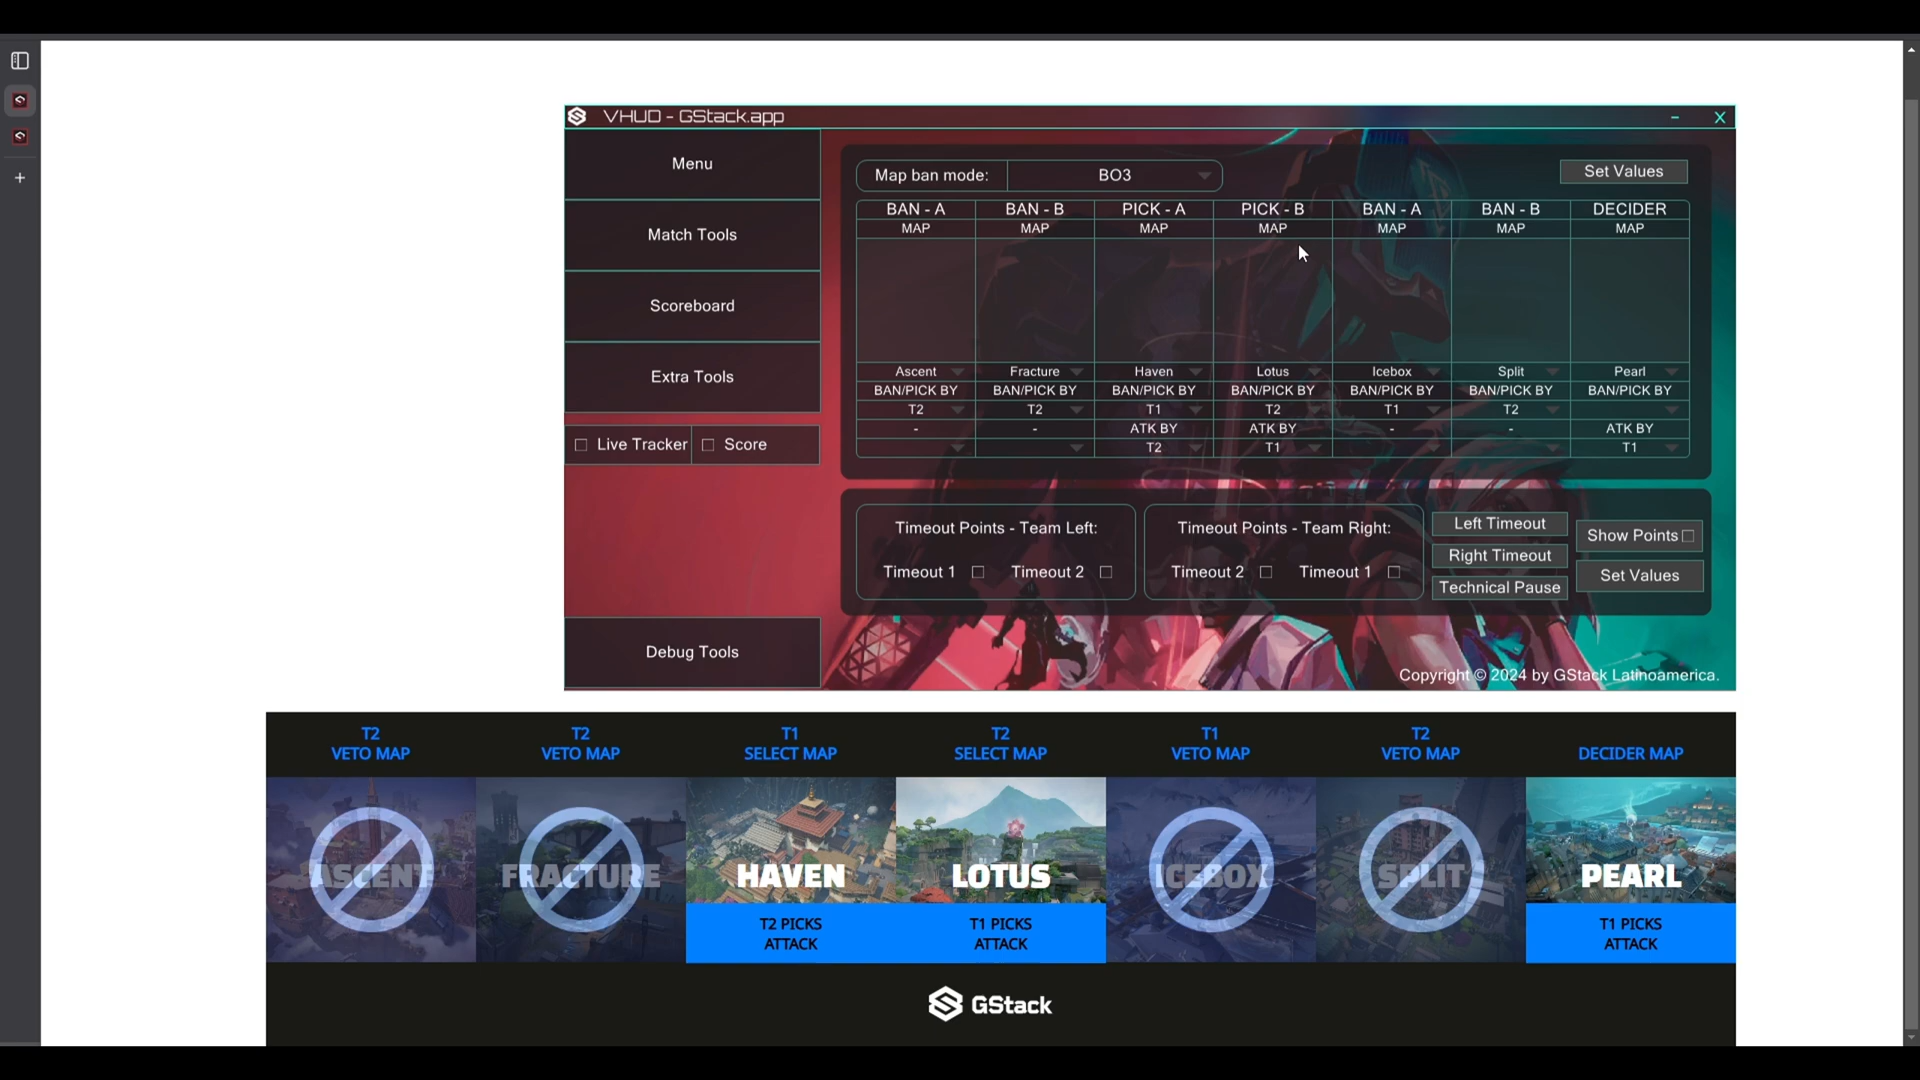 VHUD - GStack.app
Menu
Match Tools
Scoreboard
Extra Tools
Live Tracker
Score
Debug Tools
Map ban mode: BO3
Set Values
BAN - A BAN - B PICK - A PICK - B BAN - A BAN - B DECIDER
MAP MAP MAP MAP MAP MAP MAP
Ascent Fracture Haven Lotus Icebox Split Pearl
BAN/PICK BY BAN/PICK BY BAN/PICK BY BAN/PICK BY BAN/PICK BY BAN/PICK BY BAN/PICK BY
T2 T2 T1 T2 T1 T2
- - ATK BY ATK BY - - ATK BY
T2 T1 T1
Timeout Points - Team Left:
Timeout 1 Timeout 2
Timeout Points - Team Right:
Timeout 2 Timeout 1
Left Timeout
Right Timeout
Technical Pause
Show Points
Set Values
Copyright © 2024 by GStack Latinoamerica.
T2 T2 T1 T2 T1 T2
VETO MAP VETO MAP SELECT MAP SELECT MAP VETO MAP VETO MAP DECIDER MAP
ASCENT FRACTURE HAVEN LOTUS ICEBOX SPLIT PEARL
T2 PICKS T1 PICKS T1 PICKS
ATTACK ATTACK ATTACK
GStack